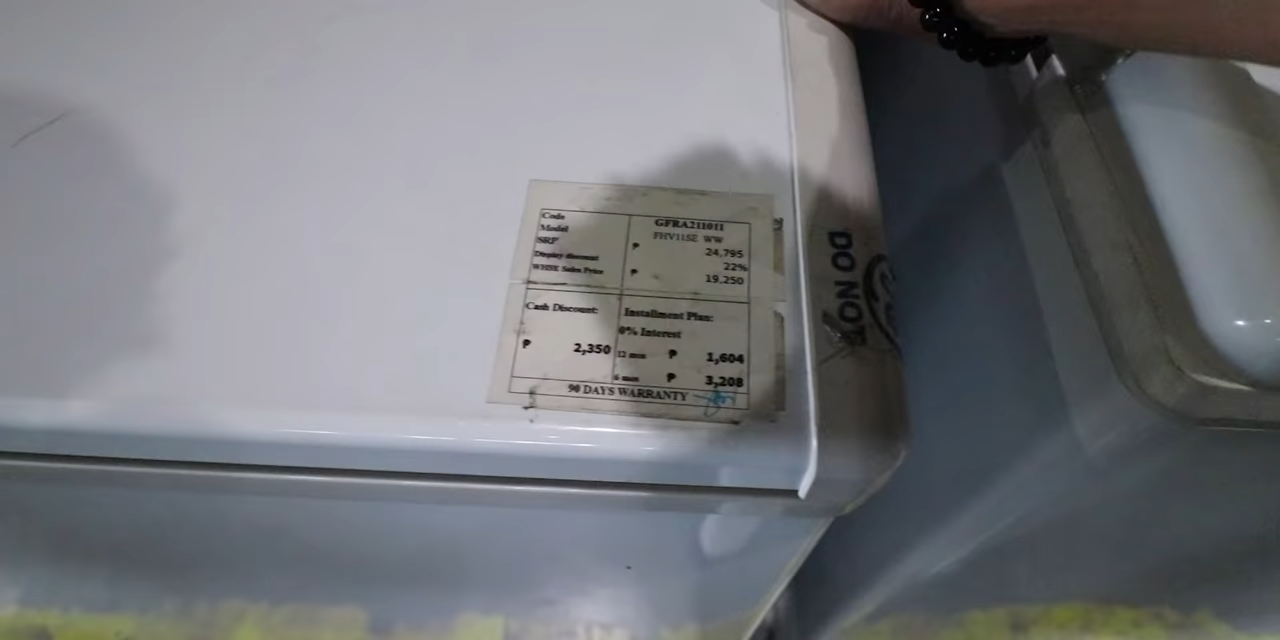 Code GFRA211011
Model FHV11SE WW
SRP ₱ 24,795
Display discount 22%
WHSE Sales Price ₱ 19,250
Cash Discount: Installment Plan:
0% Interest
₱ 2,350 12 mos ₱ 1,604
6 mos ₱ 3,208
90 DAYS WARRANTY
DO NOT